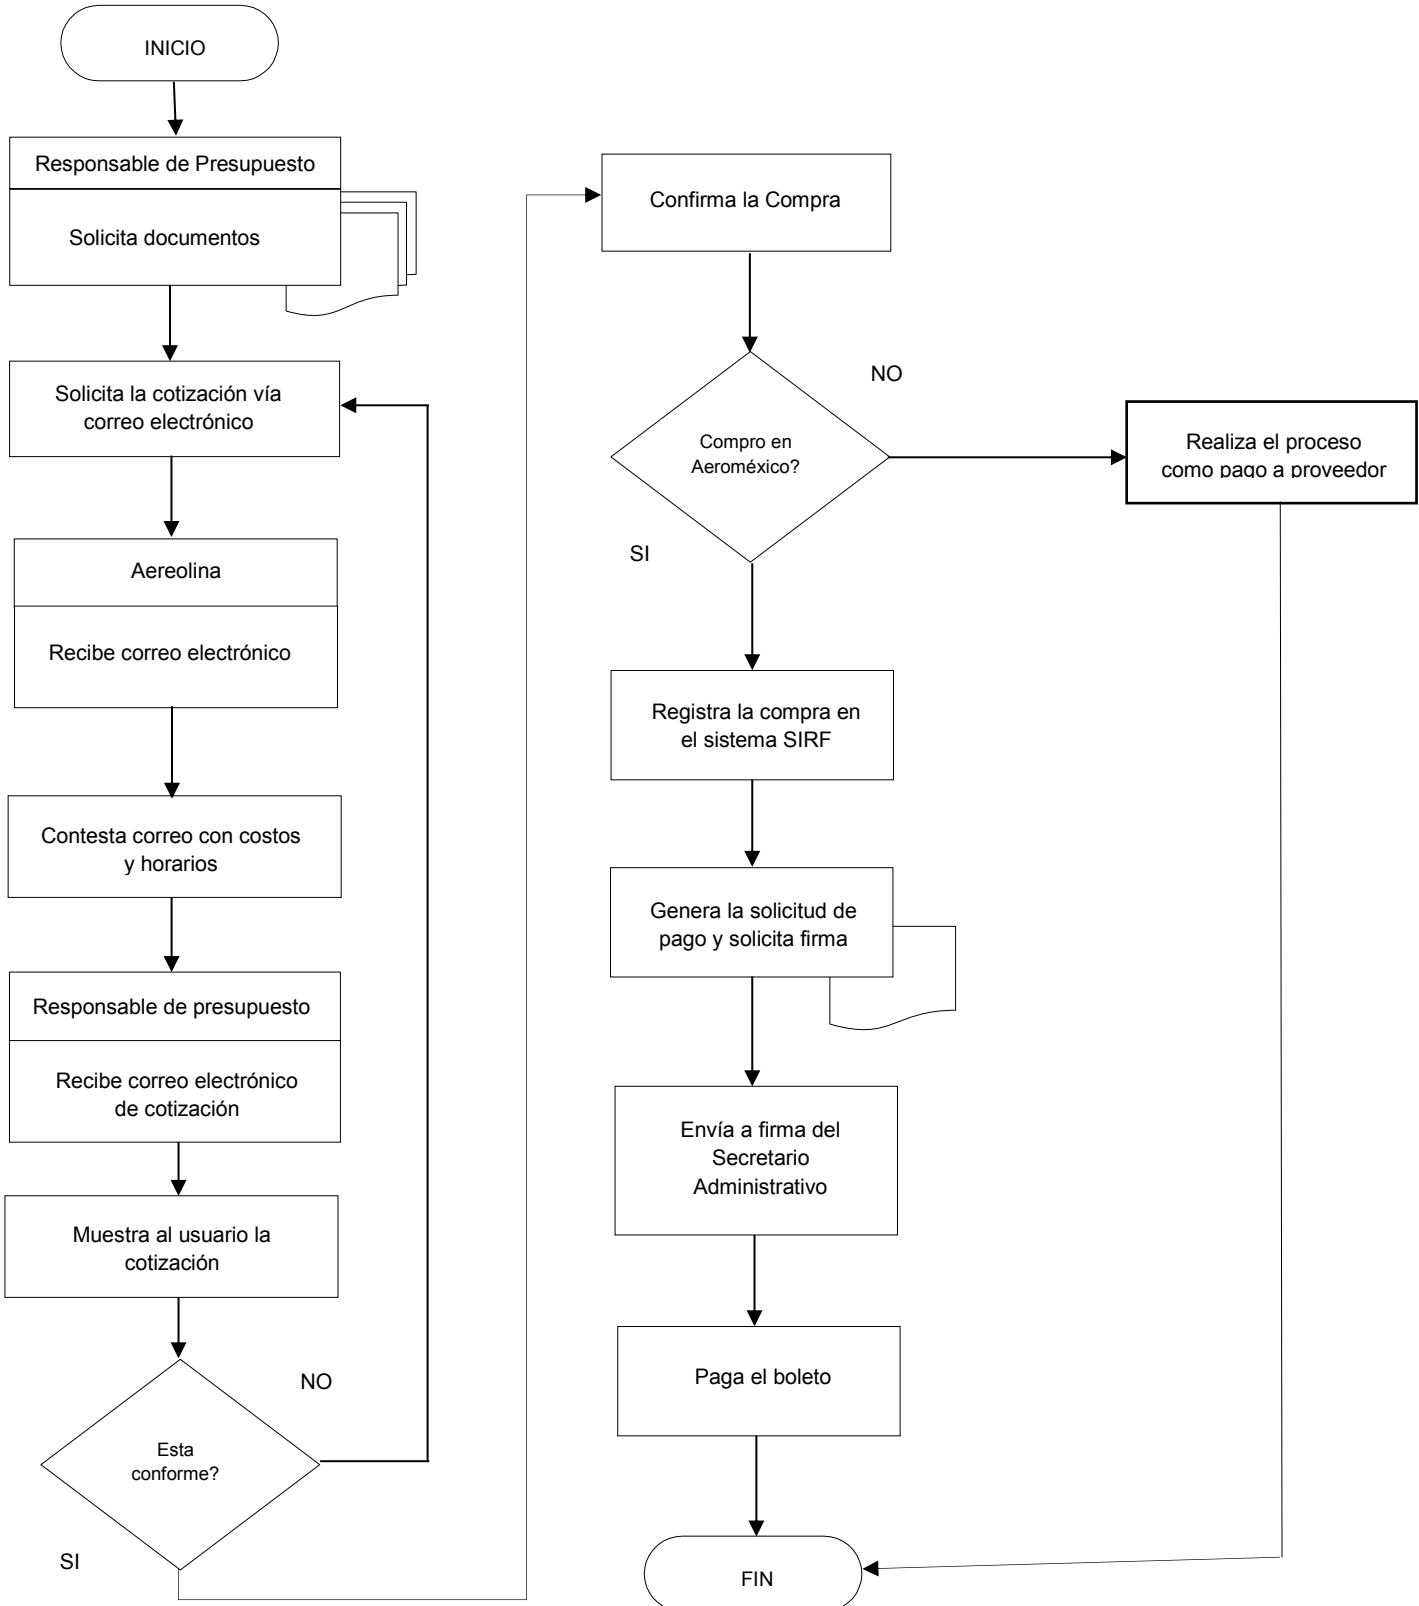 INICIO
Responsable de Presupuesto
Solicita documentos
Solicita la cotización vía
correo electrónico
Aereolina
Recibe correo electrónico
Contesta correo con costos
y horarios
Responsable de presupuesto
Recibe correo electrónico
de cotización
Muestra al usuario la
cotización
NO
Esta
conforme?
SI
Confirma la Compra
NO
Compro en
Aeroméxico?
SI
Realiza el proceso
como pago a proveedor
Registra la compra en
el sistema SIRF
Genera la solicitud de
pago y solicita firma
Envía a firma del
Secretario
Administrativo
Paga el boleto
FIN